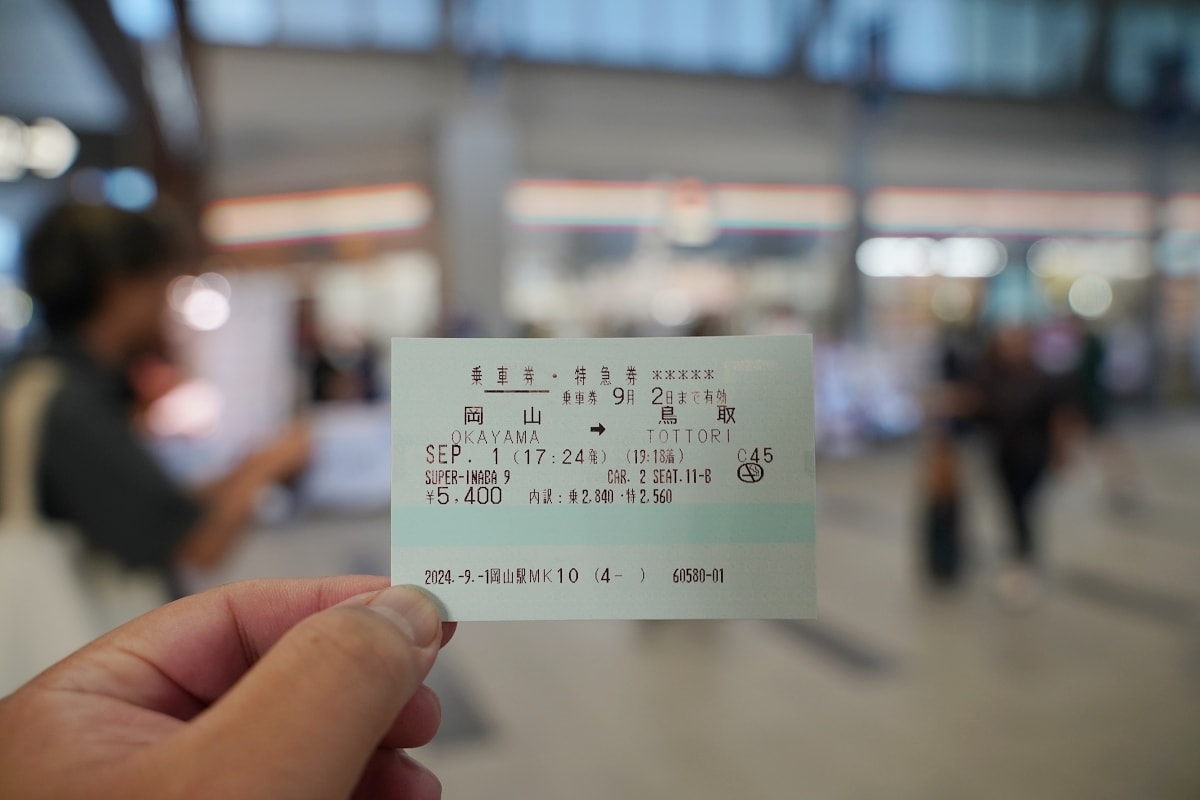 乗車券・特急券 *****
乗車券 9月 2日まで有効
岡 山 → 鳥 取
OKAYAMA TOTTORI
SEP. 1 (17:24発) (19:18着) C45
SUPER-INABA 9 CAR. 2 SEAT.11-B
¥5,400 内訳:乗2,840・特2,560
2024.-9.-1岡山駅MK10 (4- ) 60580-01